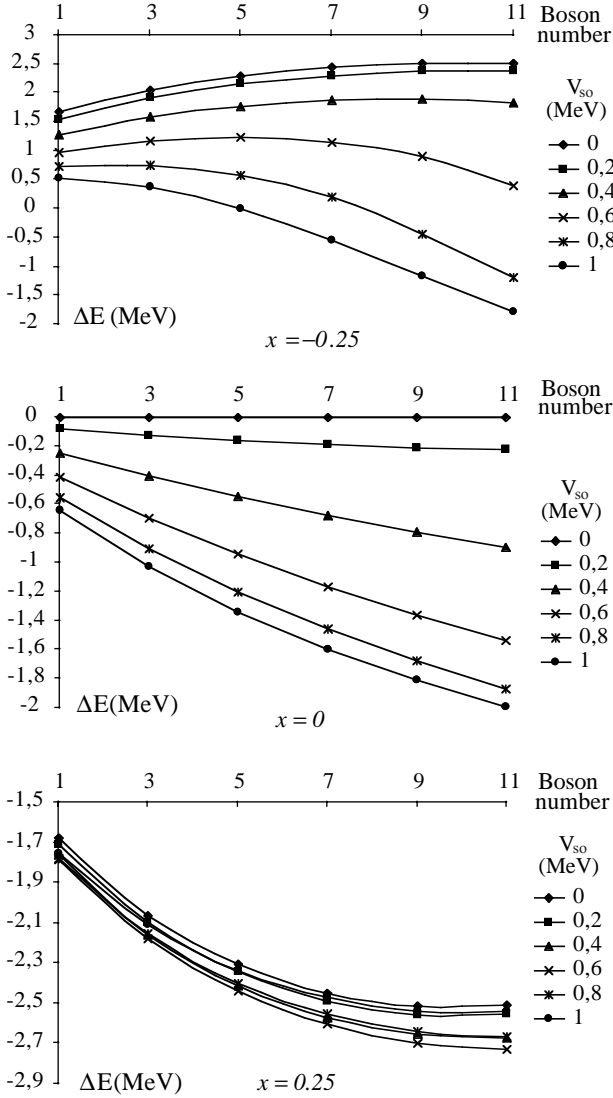 1 3 5 7 9 11 Boson
number
3
2,5
2
1,5
1
0,5
0
-0,5
-1
-1,5
-2
V_so
(MeV)
0
0,2
0,4
0,6
0,8
1
ΔE (MeV)
x = −0.25
1 3 5 7 9 11 Boson
number
0
-0,2
-0,4
-0,6
-0,8
-1
-1,2
-1,4
-1,6
-1,8
-2
V_so
(MeV)
0
0,2
0,4
0,6
0,8
1
ΔE(MeV)
x = 0
1 3 5 7 9 11 Boson
number
-1,5
-1,7
-1,9
-2,1
-2,3
-2,5
-2,7
-2,9
V_so
(MeV)
0
0,2
0,4
0,6
0,8
1
ΔE(MeV)
x = 0.25